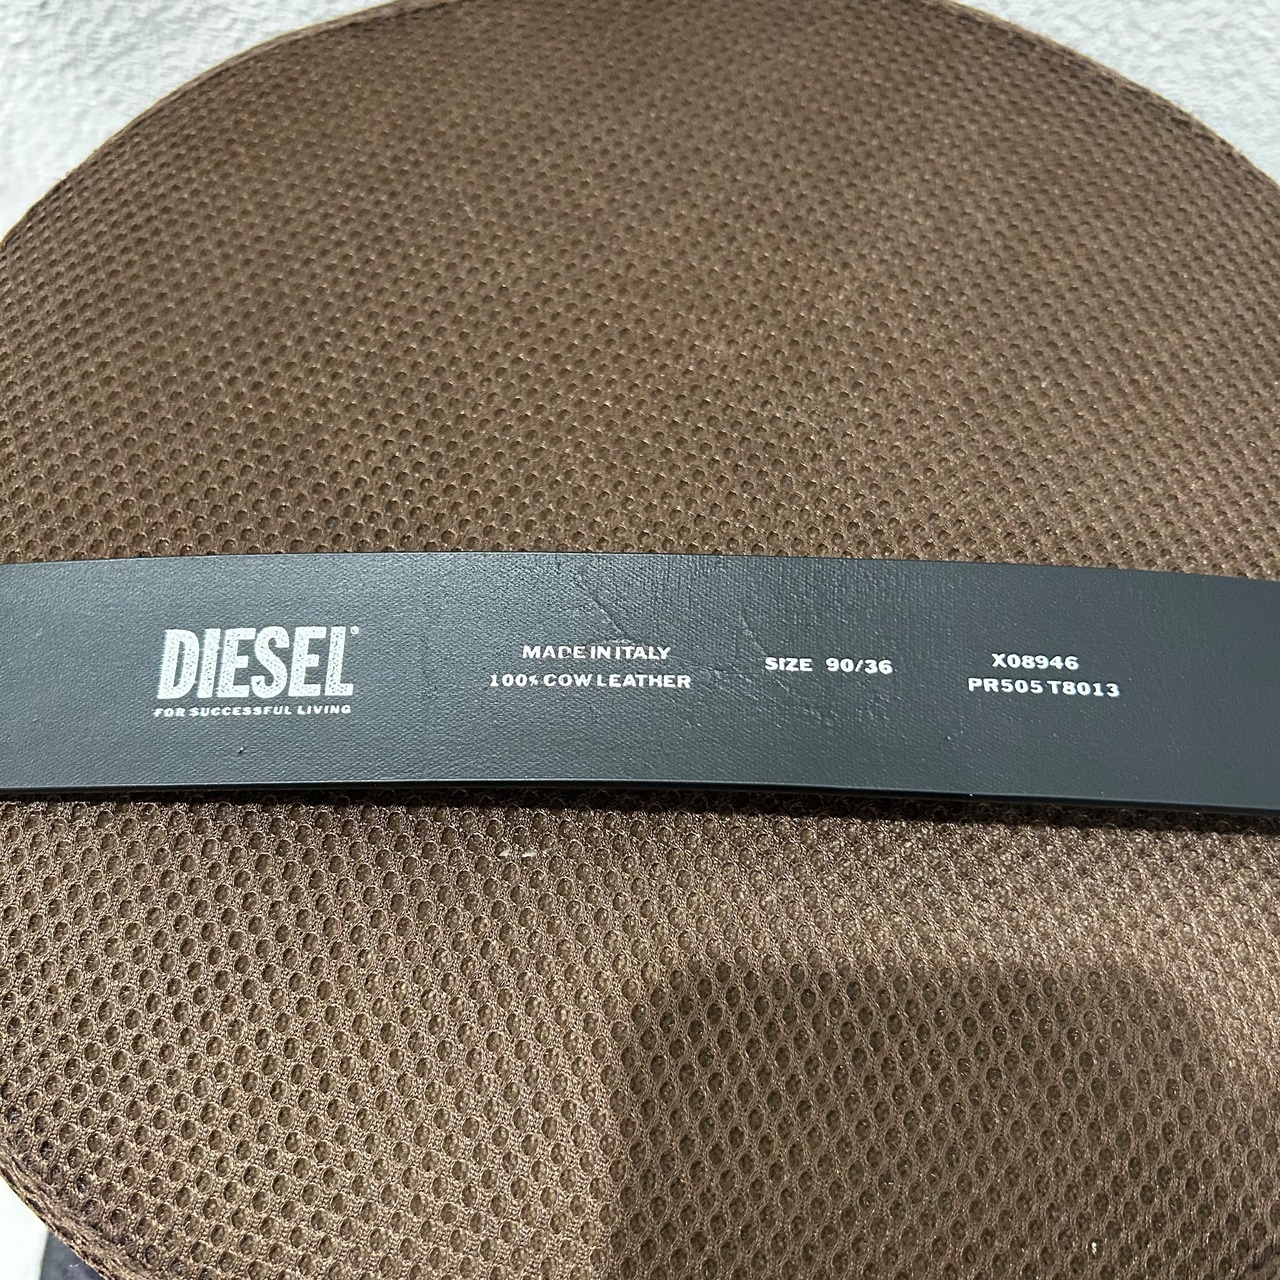 DIESEL®
FOR SUCCESSFUL LIVING
MADE IN ITALY
100% COW LEATHER
SIZE 90/36
X08946
PR505 T8013